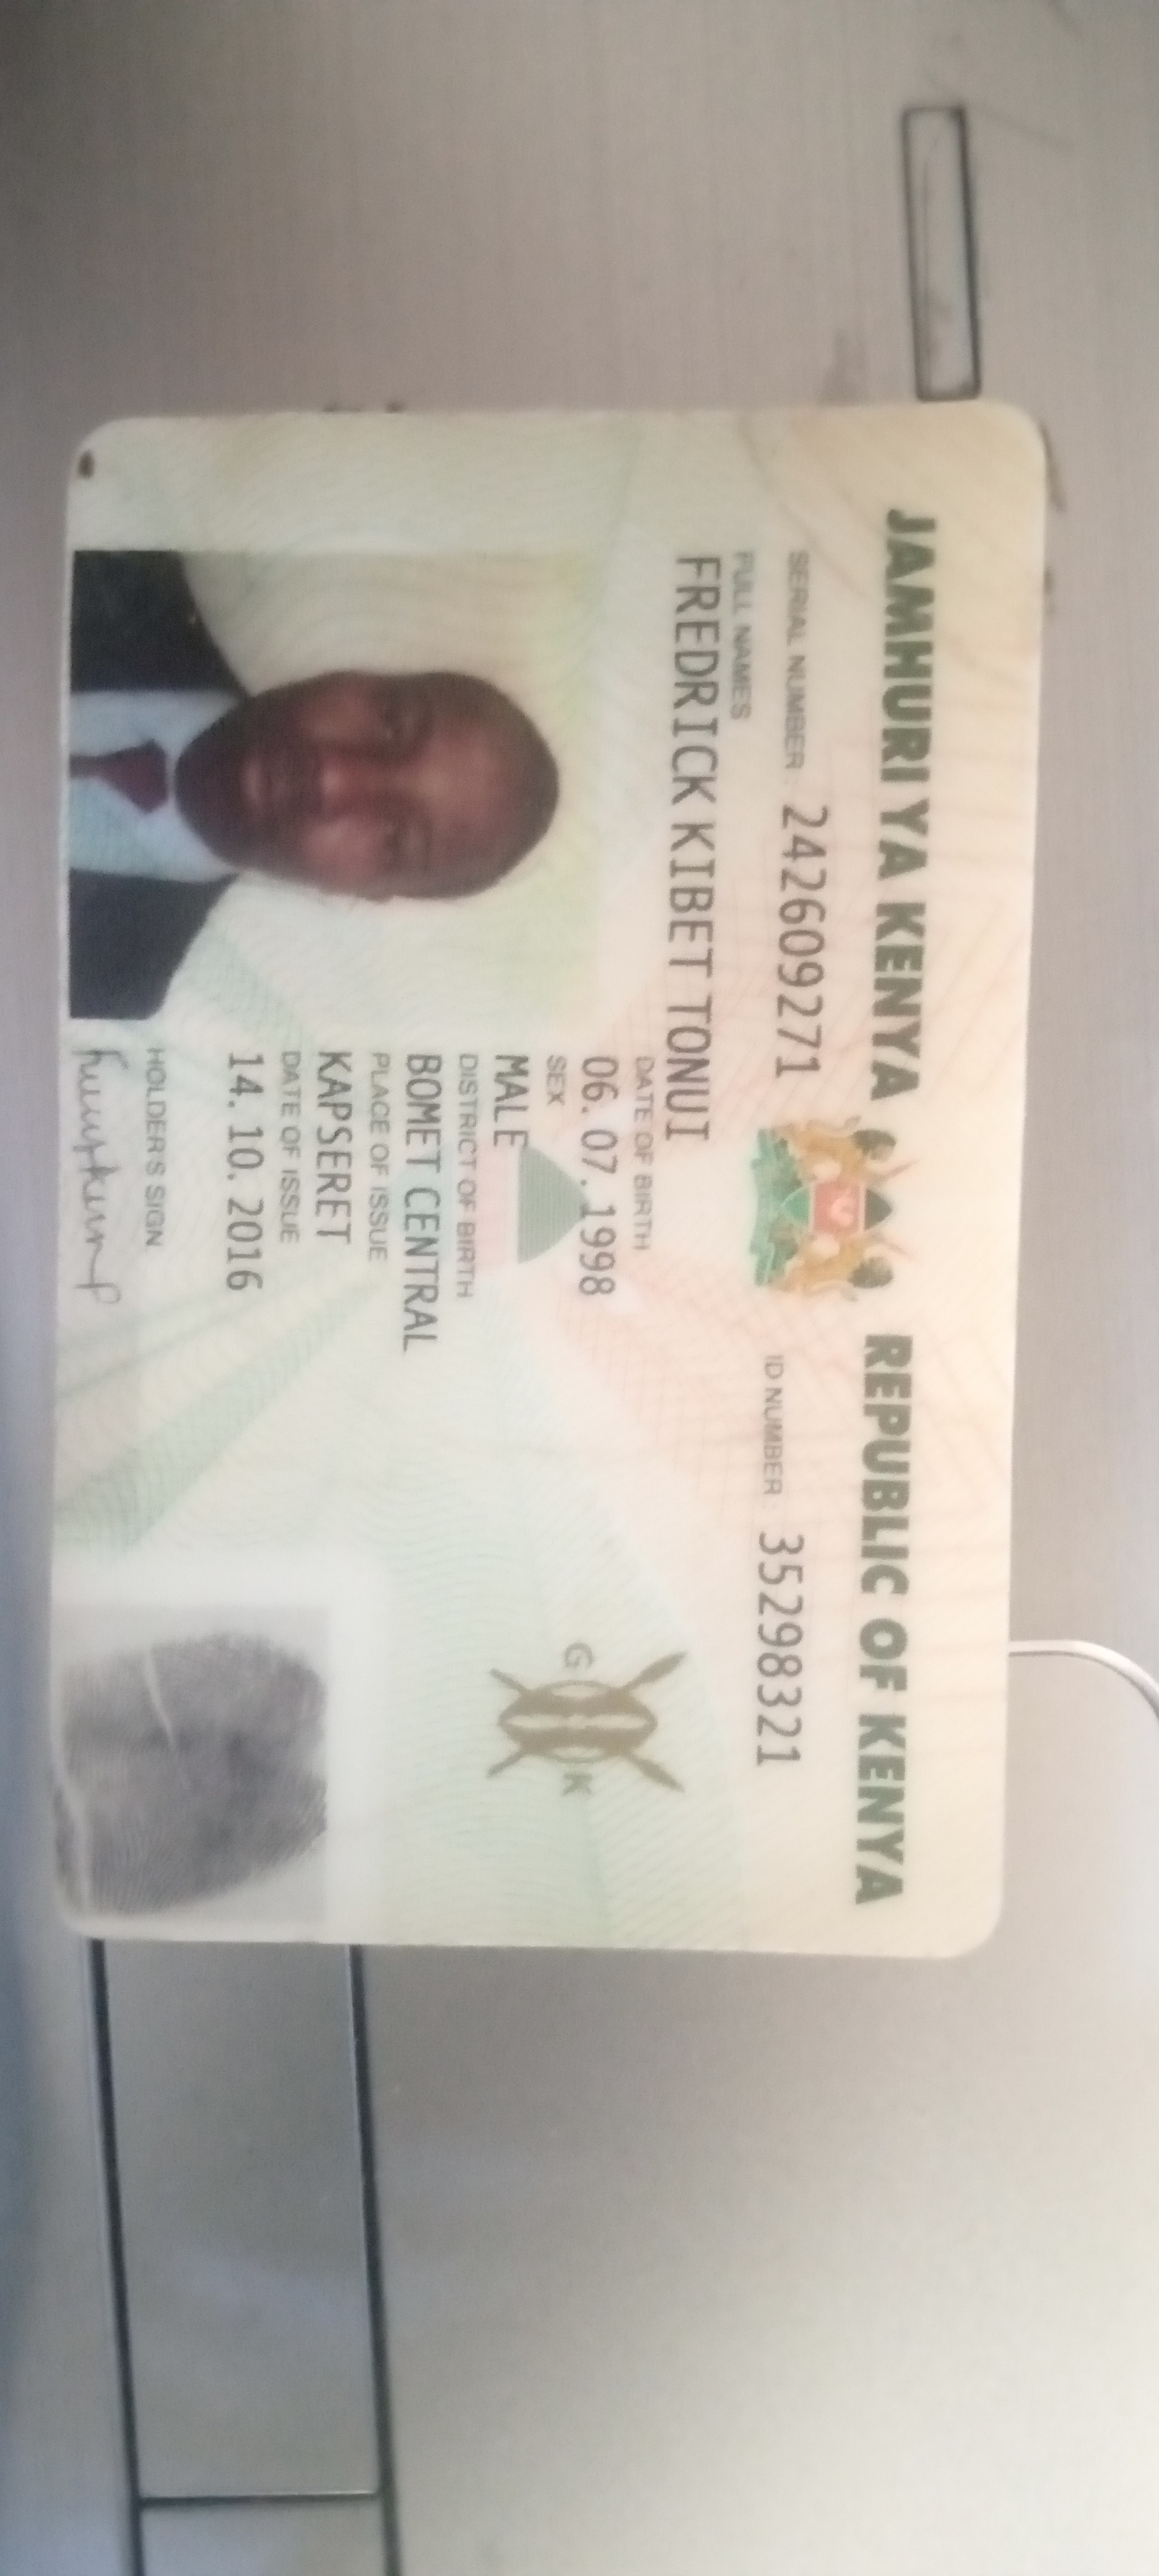 JAMHURI YA KENYA REPUBLIC OF KENYA
SERIAL NUMBER: 242609271 ID NUMBER: 35298321
FULL NAMES
FREDRICK KIBET TONUI
DATE OF BIRTH
06.07.1998
SEX
MALE
G K
DISTRICT OF BIRTH
BOMET CENTRAL
PLACE OF ISSUE
KAPSERET
DATE OF ISSUE
14.10.2016
HOLDER'S SIGN